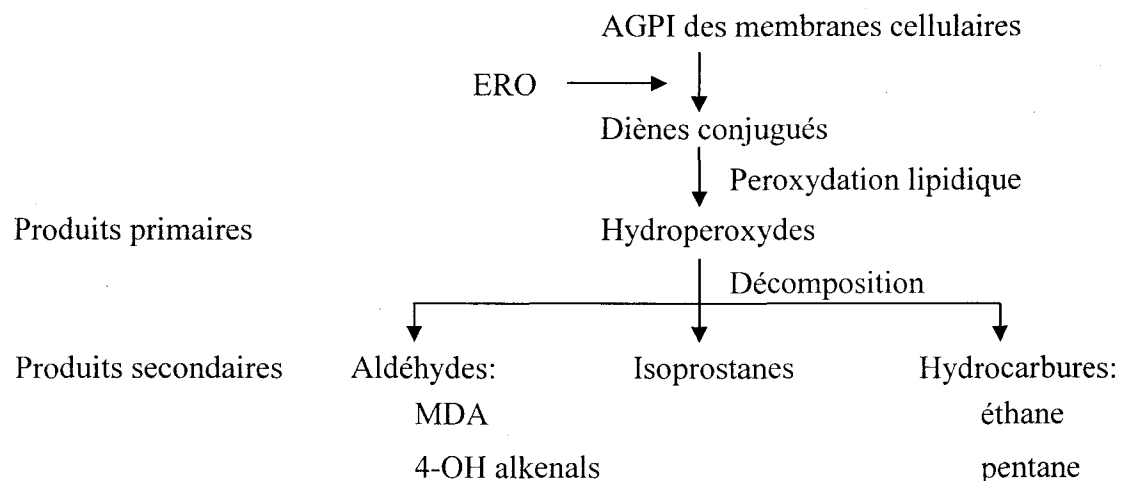 AGPI des membranes cellulaires
ERO
Diènes conjugués
Peroxydation lipidique
Produits primaires Hydroperoxydes
Décomposition
Produits secondaires Aldéhydes: Isoprostanes Hydrocarbures:
MDA éthane
4-OH alkenals pentane